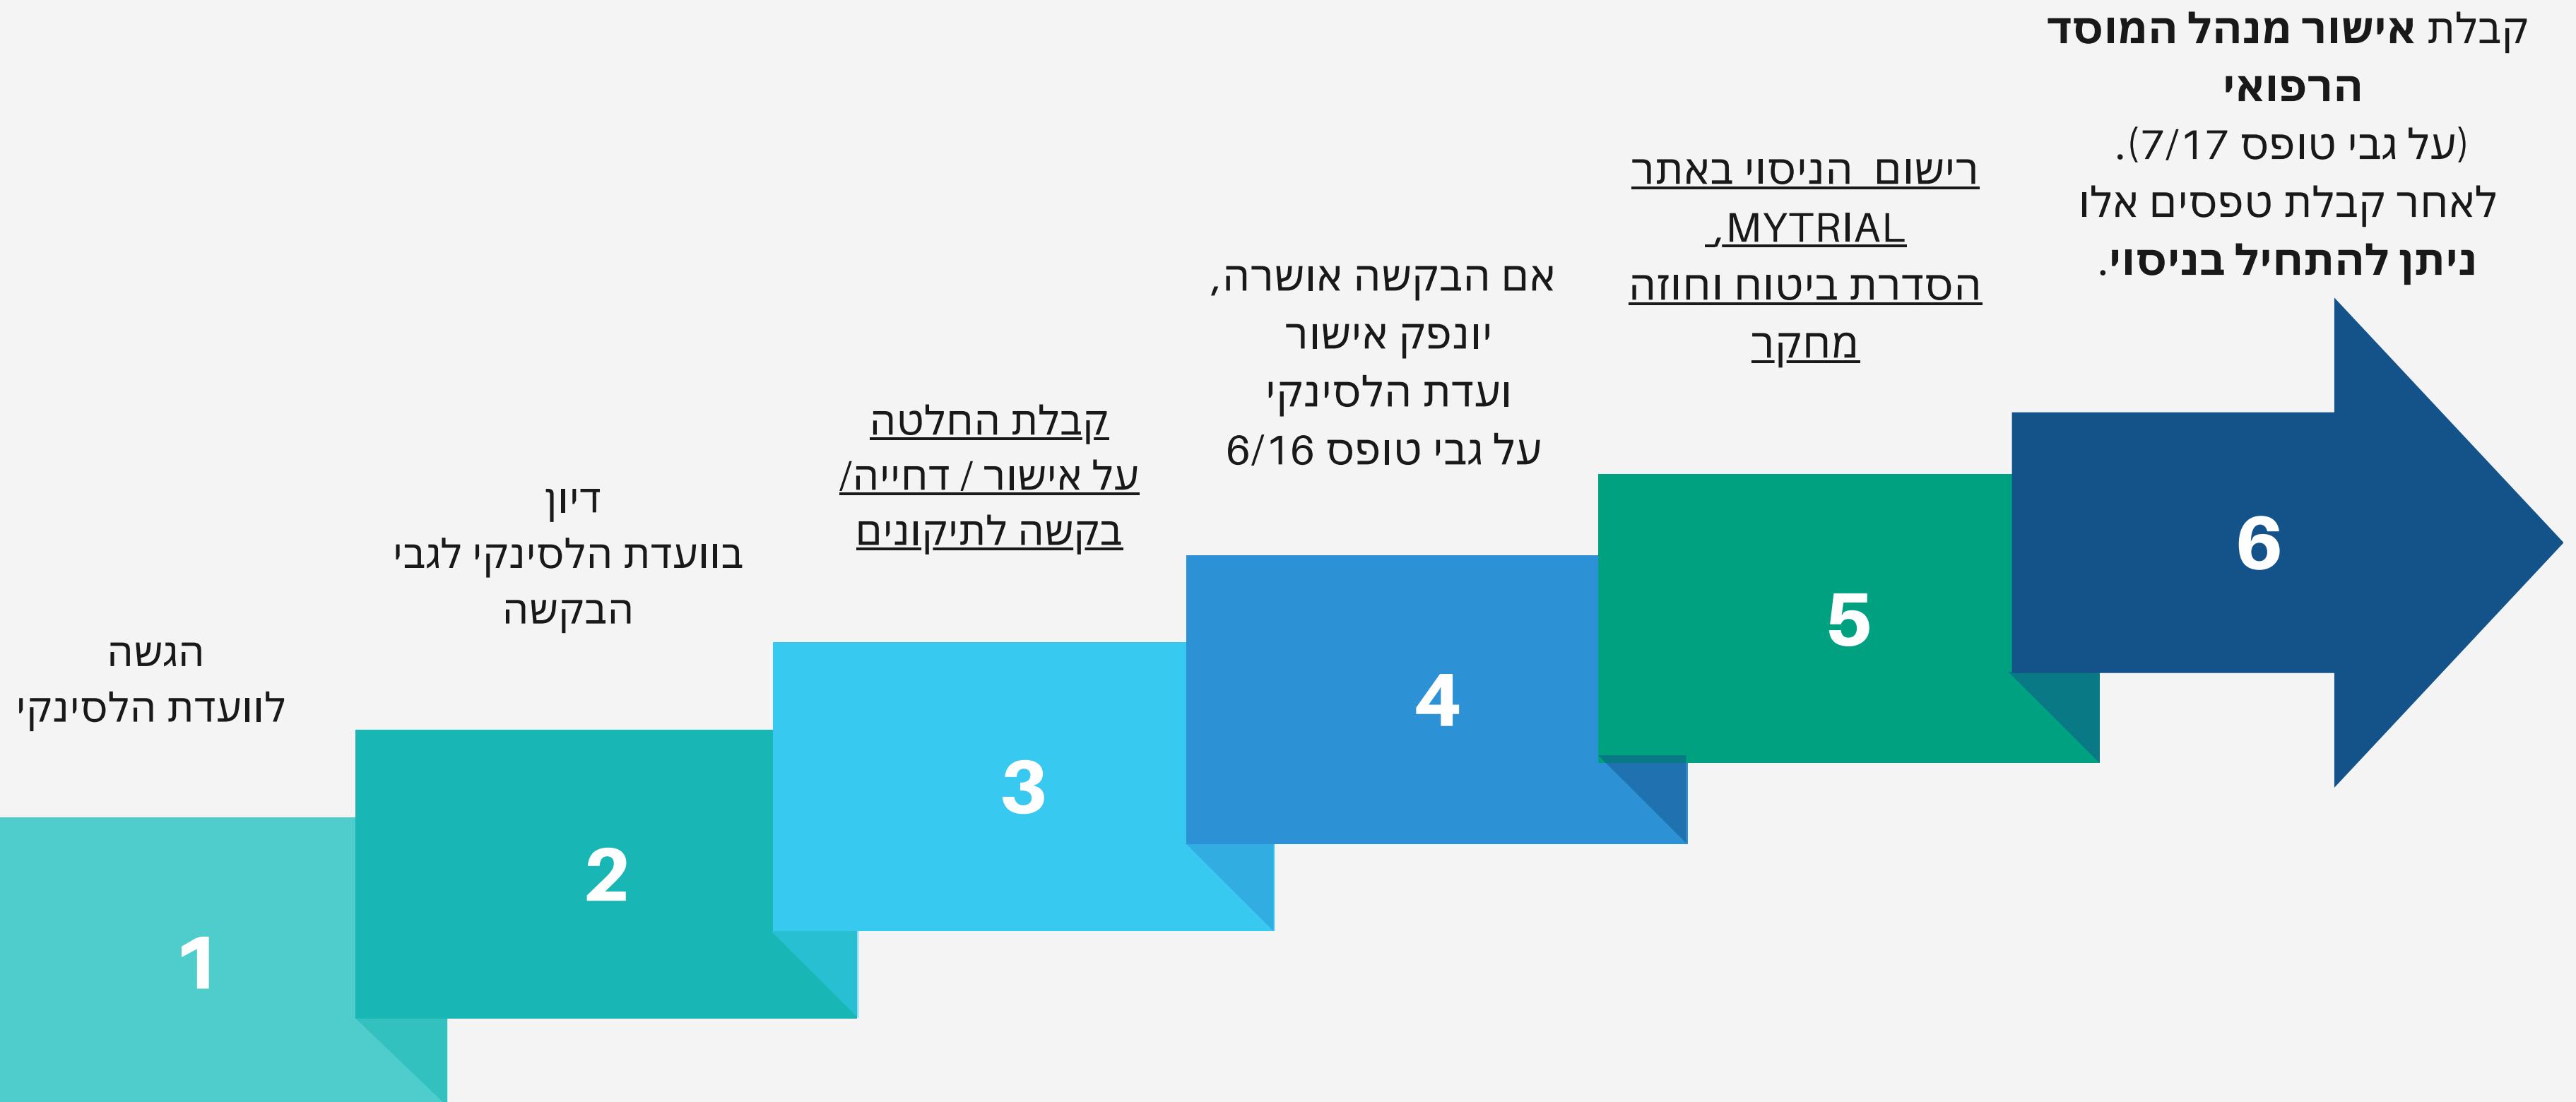 הגשה
לוועדת הלסינקי
1
דיון
בוועדת הלסינקי לגבי
הבקשה
2
קבלת החלטה
על אישור / דחייה/
בקשה לתיקונים
3
אם הבקשה אושרה,
יונפק אישור
ועדת הלסינקי
על גבי טופס 6/16
4
רישום  הניסוי באתר
MYTRIAL,
הסדרת ביטוח וחוזה
מחקר
5
קבלת אישור מנהל המוסד
הרפואי
(על גבי טופס 7/17).
לאחר קבלת טפסים אלו
ניתן להתחיל בניסוי.
6